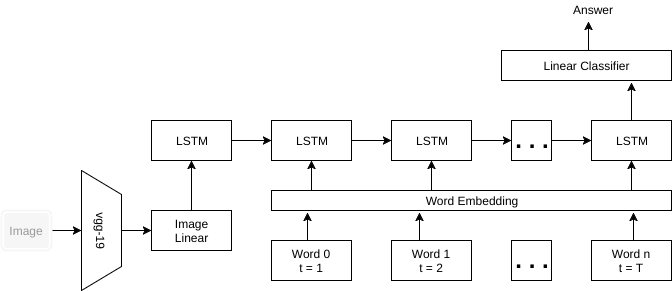 Answer
Linear Classifier
LSTM
LSTM
LSTM
...
LSTM
Word Embedding
Image
vgg-19
Image
Linear
Word 0
t = 1
Word 1
t = 2
...
Word n
t = T